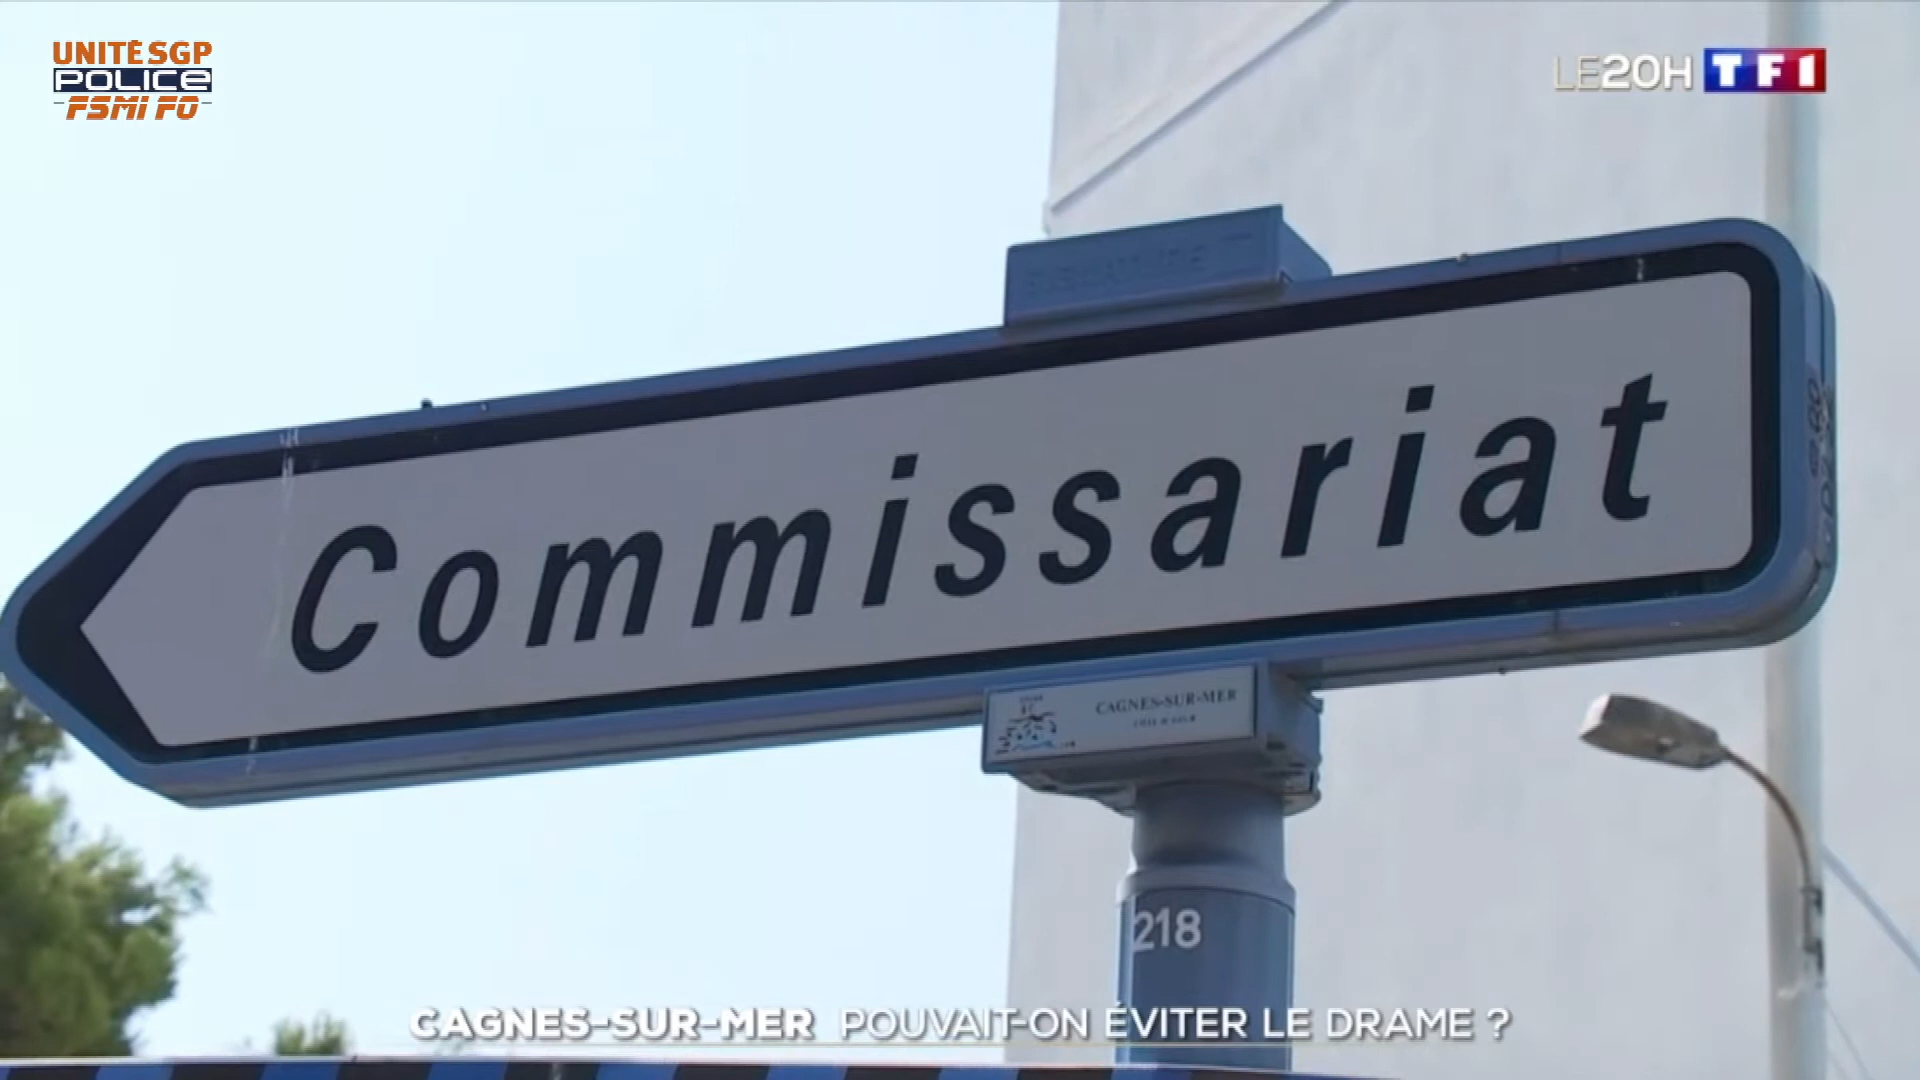 UNITÉ SGP
POLICE
FSMI FO
LE20H TF1
Commissariat
CAGNES-SUR-MER
218
CAGNES-SUR-MER POUVAIT-ON ÉVITER LE DRAME ?